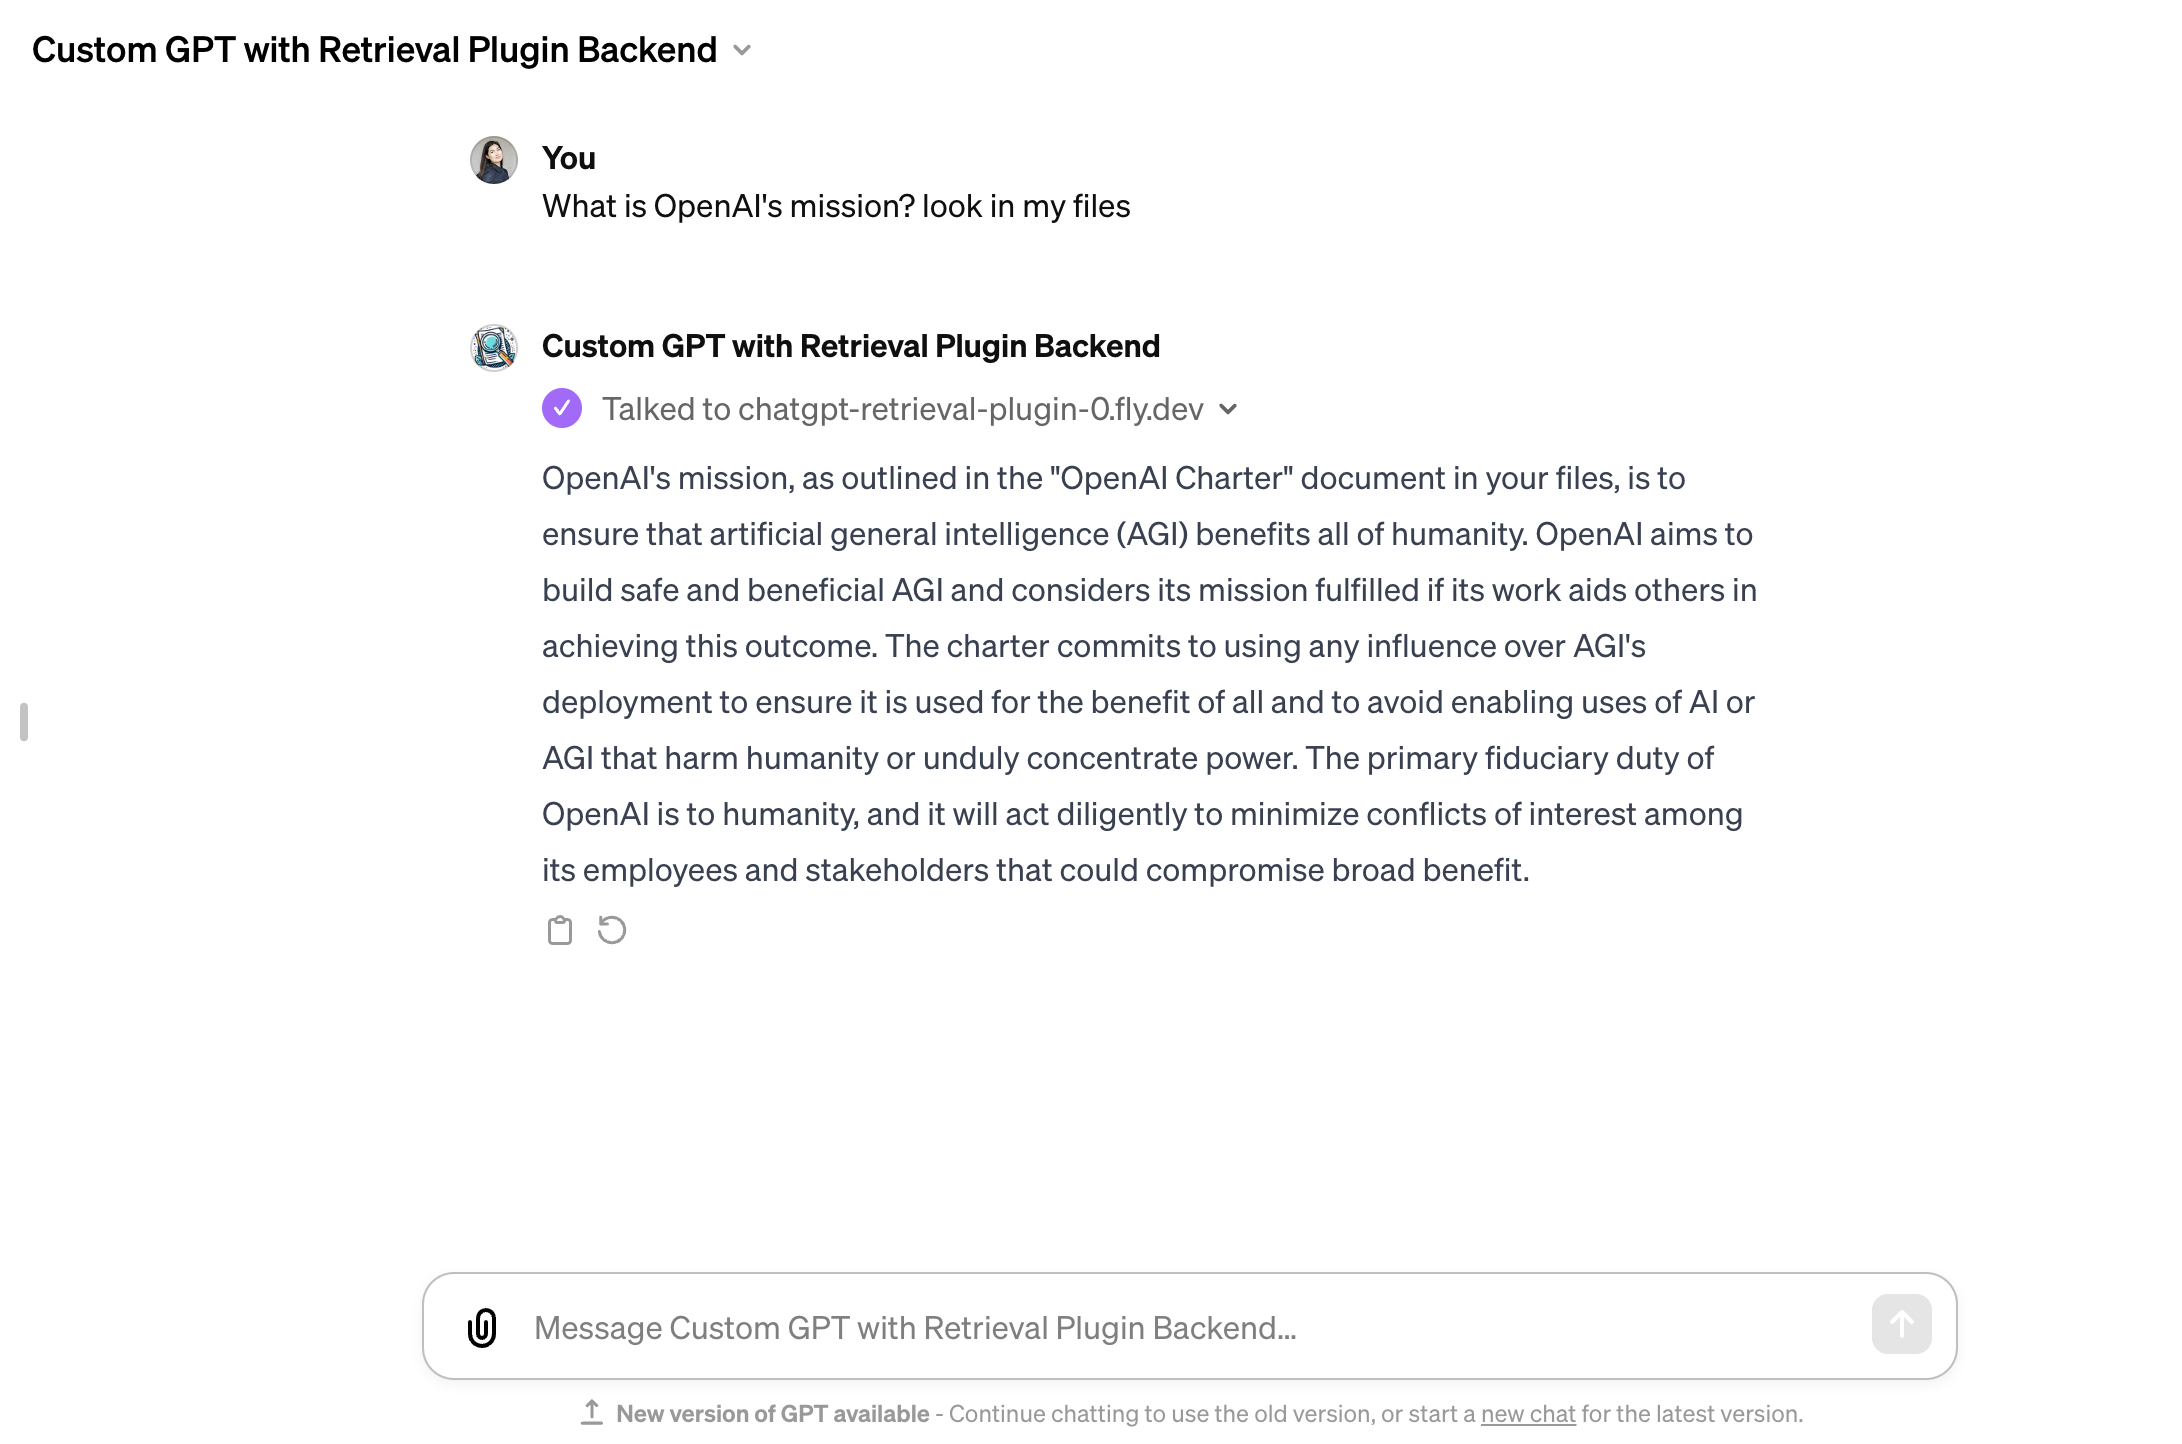 Custom GPT with Retrieval Plugin Backend
You
What is OpenAI's mission? look in my files
Custom GPT with Retrieval Plugin Backend
Talked to chatgpt-retrieval-plugin-0.fly.dev
OpenAI's mission, as outlined in the "OpenAI Charter" document in your files, is to
ensure that artificial general intelligence (AGI) benefits all of humanity. OpenAI aims to
build safe and beneficial AGI and considers its mission fulfilled if its work aids others in
achieving this outcome. The charter commits to using any influence over AGI's
deployment to ensure it is used for the benefit of all and to avoid enabling uses of AI or
AGI that harm humanity or unduly concentrate power. The primary fiduciary duty of
OpenAI is to humanity, and it will act diligently to minimize conflicts of interest among
its employees and stakeholders that could compromise broad benefit.
Message Custom GPT with Retrieval Plugin Backend...
New version of GPT available - Continue chatting to use the old version, or start a new chat for the latest version.